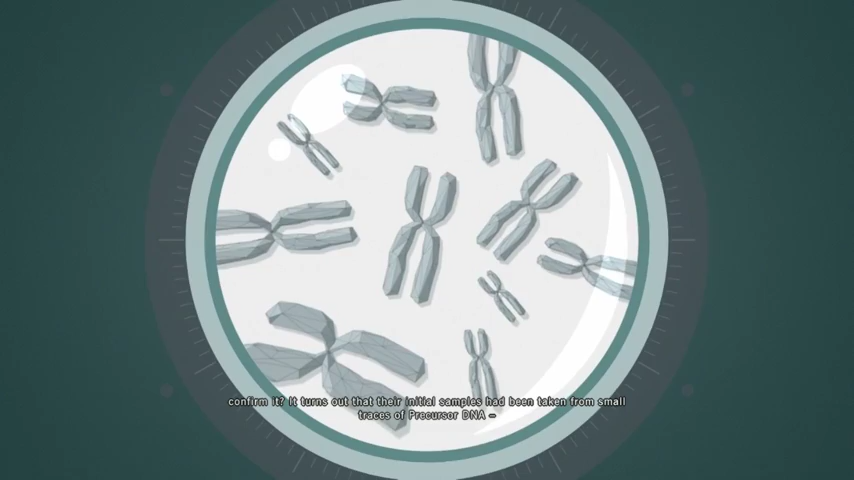 confirm it? It turns out that their initial samples had been taken from small
traces of Precursor DNA –